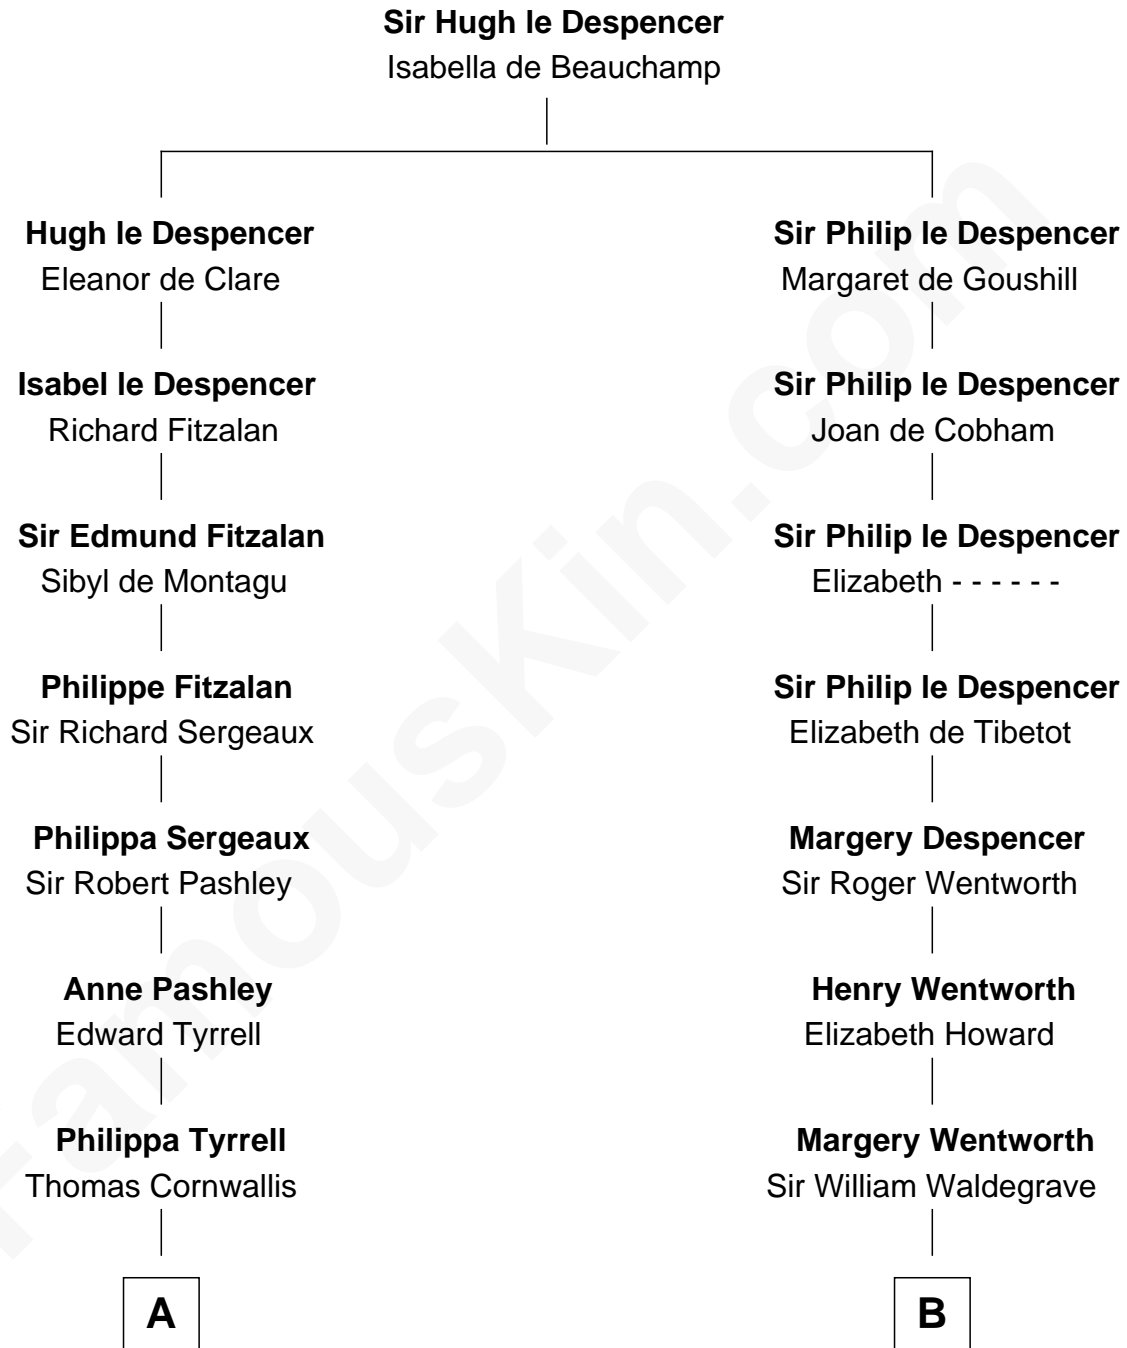 Sir Hugh le Despencer
Isabella de Beauchamp
Hugh le Despencer
Eleanor de Clare
Sir Philip le Despencer
Margaret de Goushill
Isabel le Despencer
Richard Fitzalan
Sir Philip le Despencer
Joan de Cobham
Sir Edmund Fitzalan
Sibyl de Montagu
Sir Philip le Despencer
Elizabeth - - - - - -
Philippe Fitzalan
Sir Richard Sergeaux
Sir Philip le Despencer
Elizabeth de Tibetot
Philippa Sergeaux
Sir Robert Pashley
Margery Despencer
Sir Roger Wentworth
Anne Pashley
Edward Tyrrell
Henry Wentworth
Elizabeth Howard
Philippa Tyrrell
Thomas Cornwallis
Margery Wentworth
Sir William Waldegrave
A
B
FamousKin.com